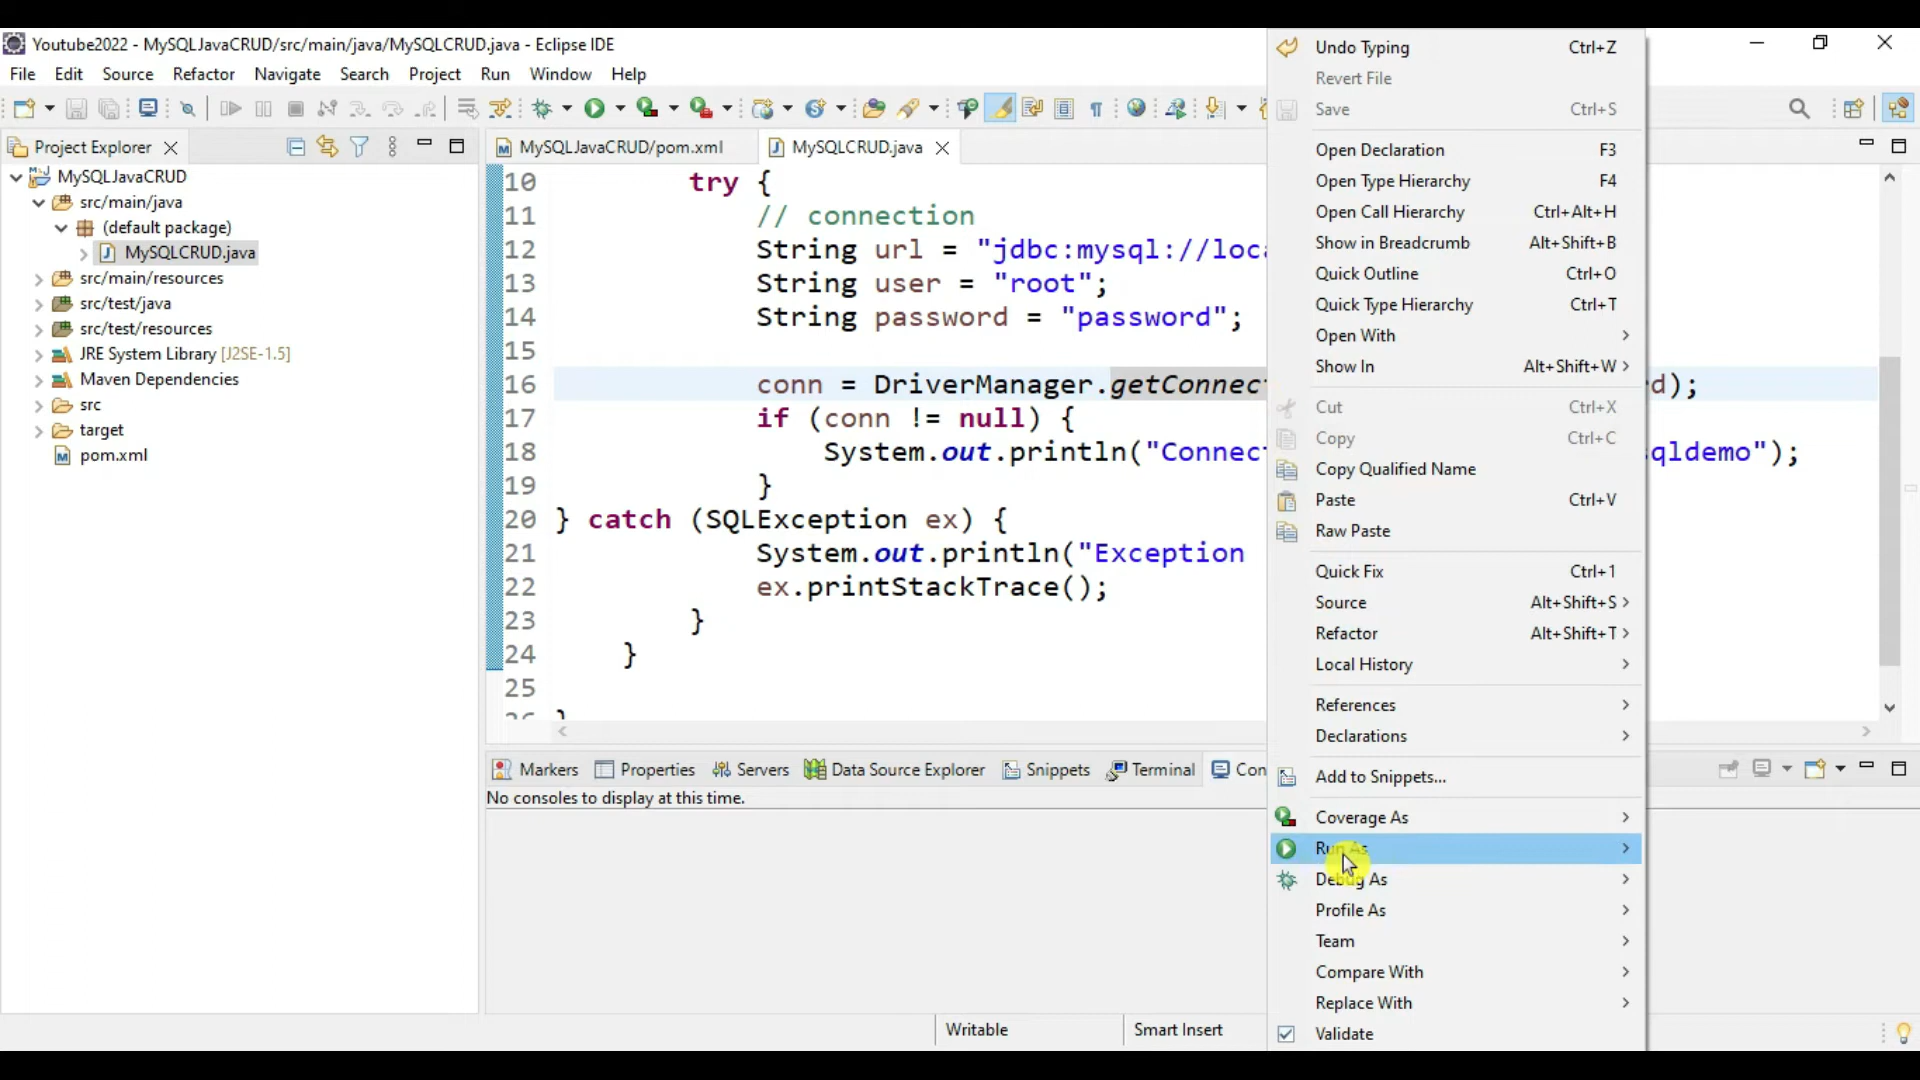 Youtube2022 - MySQLJavaCRUD/src/main/java/MySQLCRUD.java - Eclipse IDE
File Edit Source Refactor Navigate Search Project Run Window Help
Project Explorer
MySQLJavaCRUD
src/main/java
(default package)
MySQLCRUD.java
src/main/resources
src/test/java
src/test/resources
JRE System Library [J2SE-1.5]
Maven Dependencies
src
target
pom.xml
MySQLJavaCRUD/pom.xml MySQLCRUD.java
10 try {
11 // connection
12 String url = "jdbc:mysql://loc
13 String user = "root";
14 String password = "password";
15
16 conn = DriverManager.getConnec d);
17 if (conn != null) {
18 System.out.println("Connec qldemo");
19 }
20 } catch (SQLException ex) {
21 System.out.println("Exception
22 ex.printStackTrace();
23 }
24 }
25
Markers Properties Servers Data Source Explorer Snippets Terminal Con
No consoles to display at this time.
Writable Smart Insert
Undo Typing Ctrl+Z
Revert File
Save Ctrl+S
Open Declaration F3
Open Type Hierarchy F4
Open Call Hierarchy Ctrl+Alt+H
Show in Breadcrumb Alt+Shift+B
Quick Outline Ctrl+O
Quick Type Hierarchy Ctrl+T
Open With
Show In Alt+Shift+W
Cut Ctrl+X
Copy Ctrl+C
Copy Qualified Name
Paste Ctrl+V
Raw Paste
Quick Fix Ctrl+1
Source Alt+Shift+S
Refactor Alt+Shift+T
Local History
References
Declarations
Add to Snippets...
Coverage As
Run As
Debug As
Profile As
Team
Compare With
Replace With
Validate